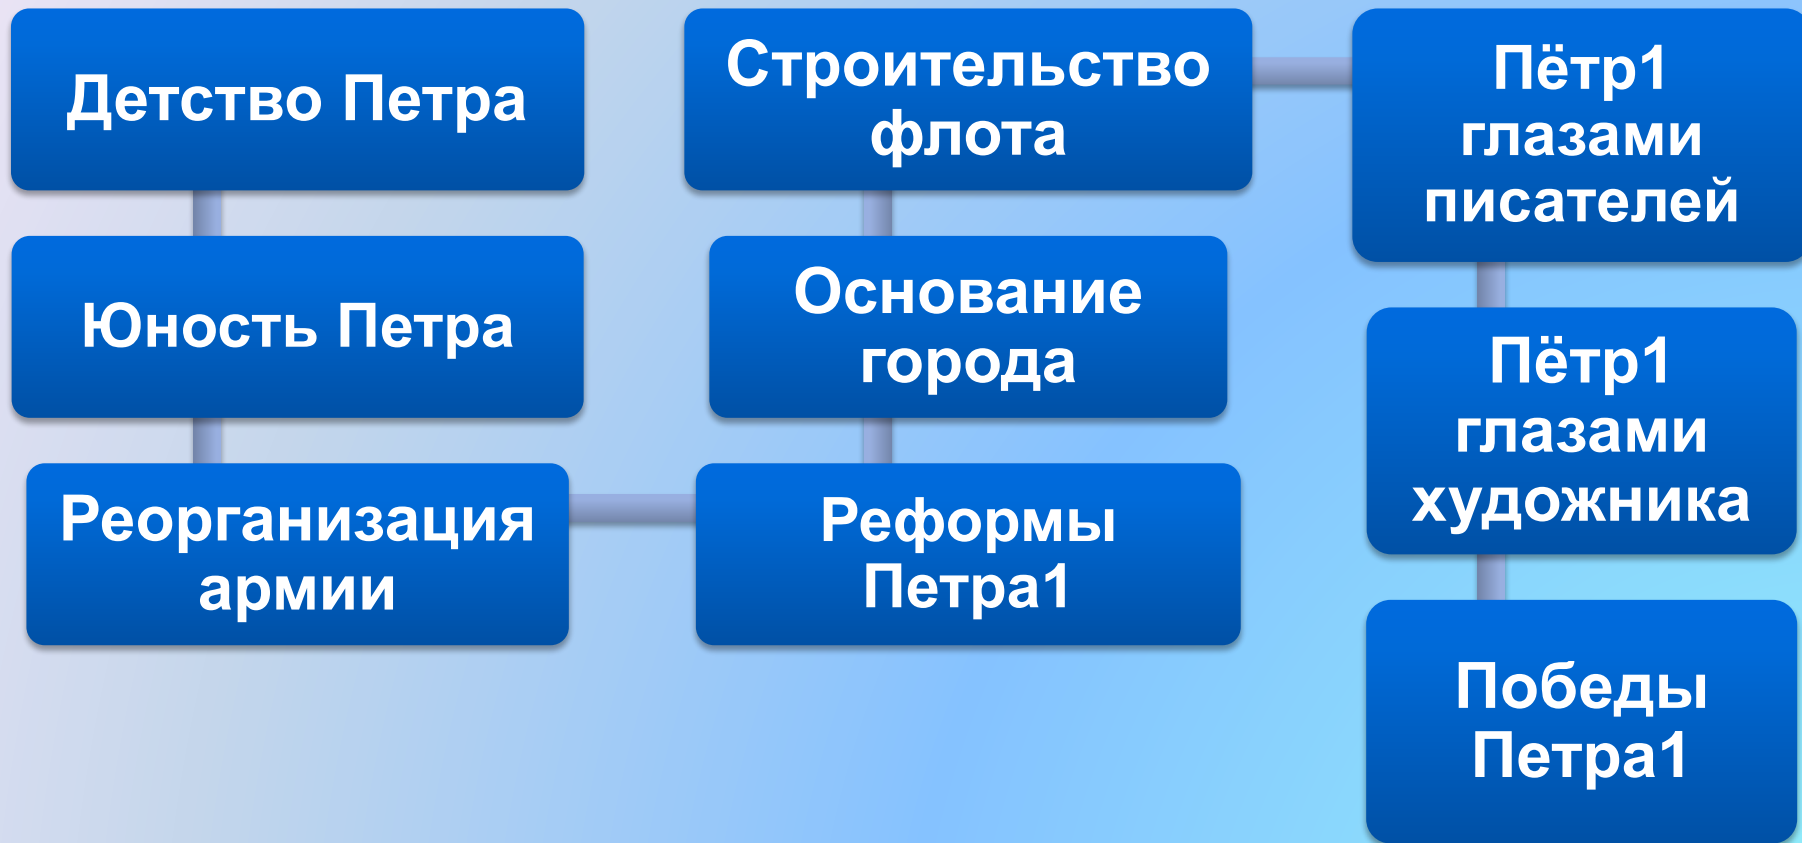 Детство Петра
Юность Петра
Реорганизация
армии
Реформы
Петра1
Основание
города
Строительство
флота
Пётр1
глазами
писателей
Пётр1
глазами
художника
Победы
Петра1